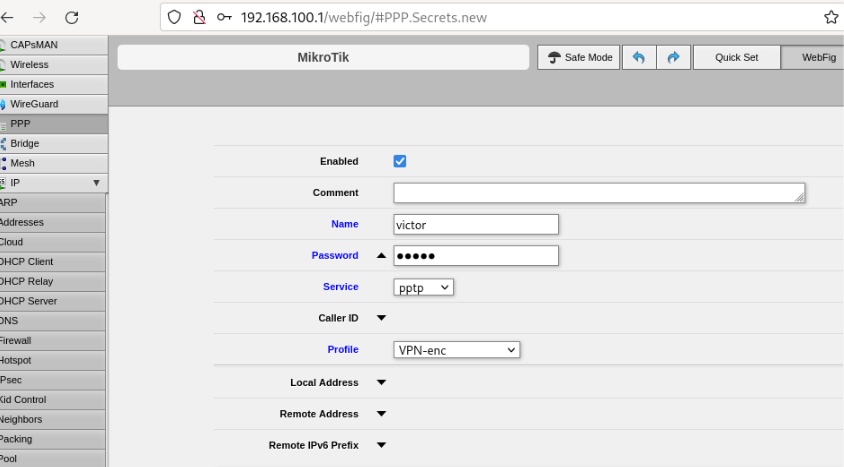 192.168.100.1/webfig/#PPP.Secrets.new
CAPsMAN
Wireless
Interfaces
WireGuard
PPP
Bridge
Mesh
IP
ARP
Addresses
Cloud
DHCP Client
DHCP Relay
DHCP Server
DNS
Firewall
Hotspot
IPsec
Kid Control
Neighbors
Packing
Pool
MikroTik
Safe Mode
Quick Set
WebFig
Enabled
Comment
Name victor
Password •••••
Service pptp
Caller ID
Profile VPN-enc
Local Address
Remote Address
Remote IPv6 Prefix